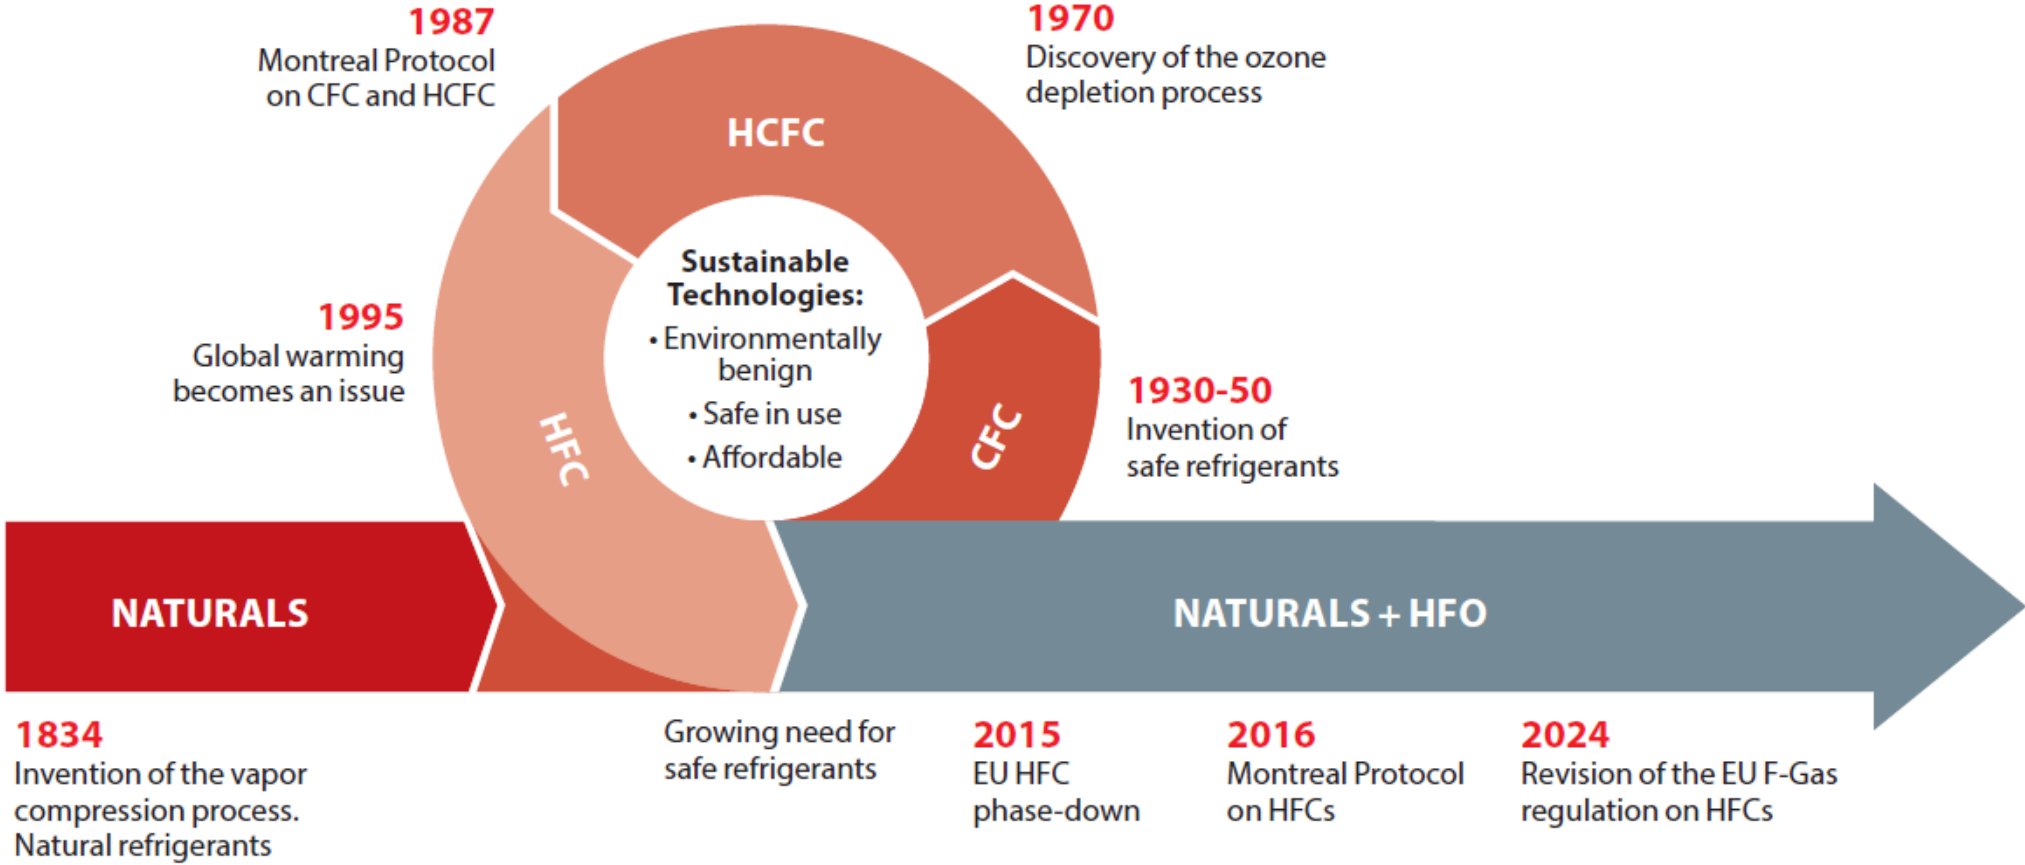 1987
Montreal Protocol
on CFC and HCFC
1970
Discovery of the ozone
depletion process
HCFC
Sustainable
Technologies:
• Environmentally
benign
• Safe in use
• Affordable
1995
Global warming
becomes an issue
HFC
CFC
1930-50
Invention of
safe refrigerants
NATURALS
NATURALS + HFO
1834
Invention of the vapor
compression process.
Natural refrigerants
Growing need for
safe refrigerants
2015
EU HFC
phase-down
2016
Montreal Protocol
on HFCs
2024
Revision of the EU F-Gas
regulation on HFCs